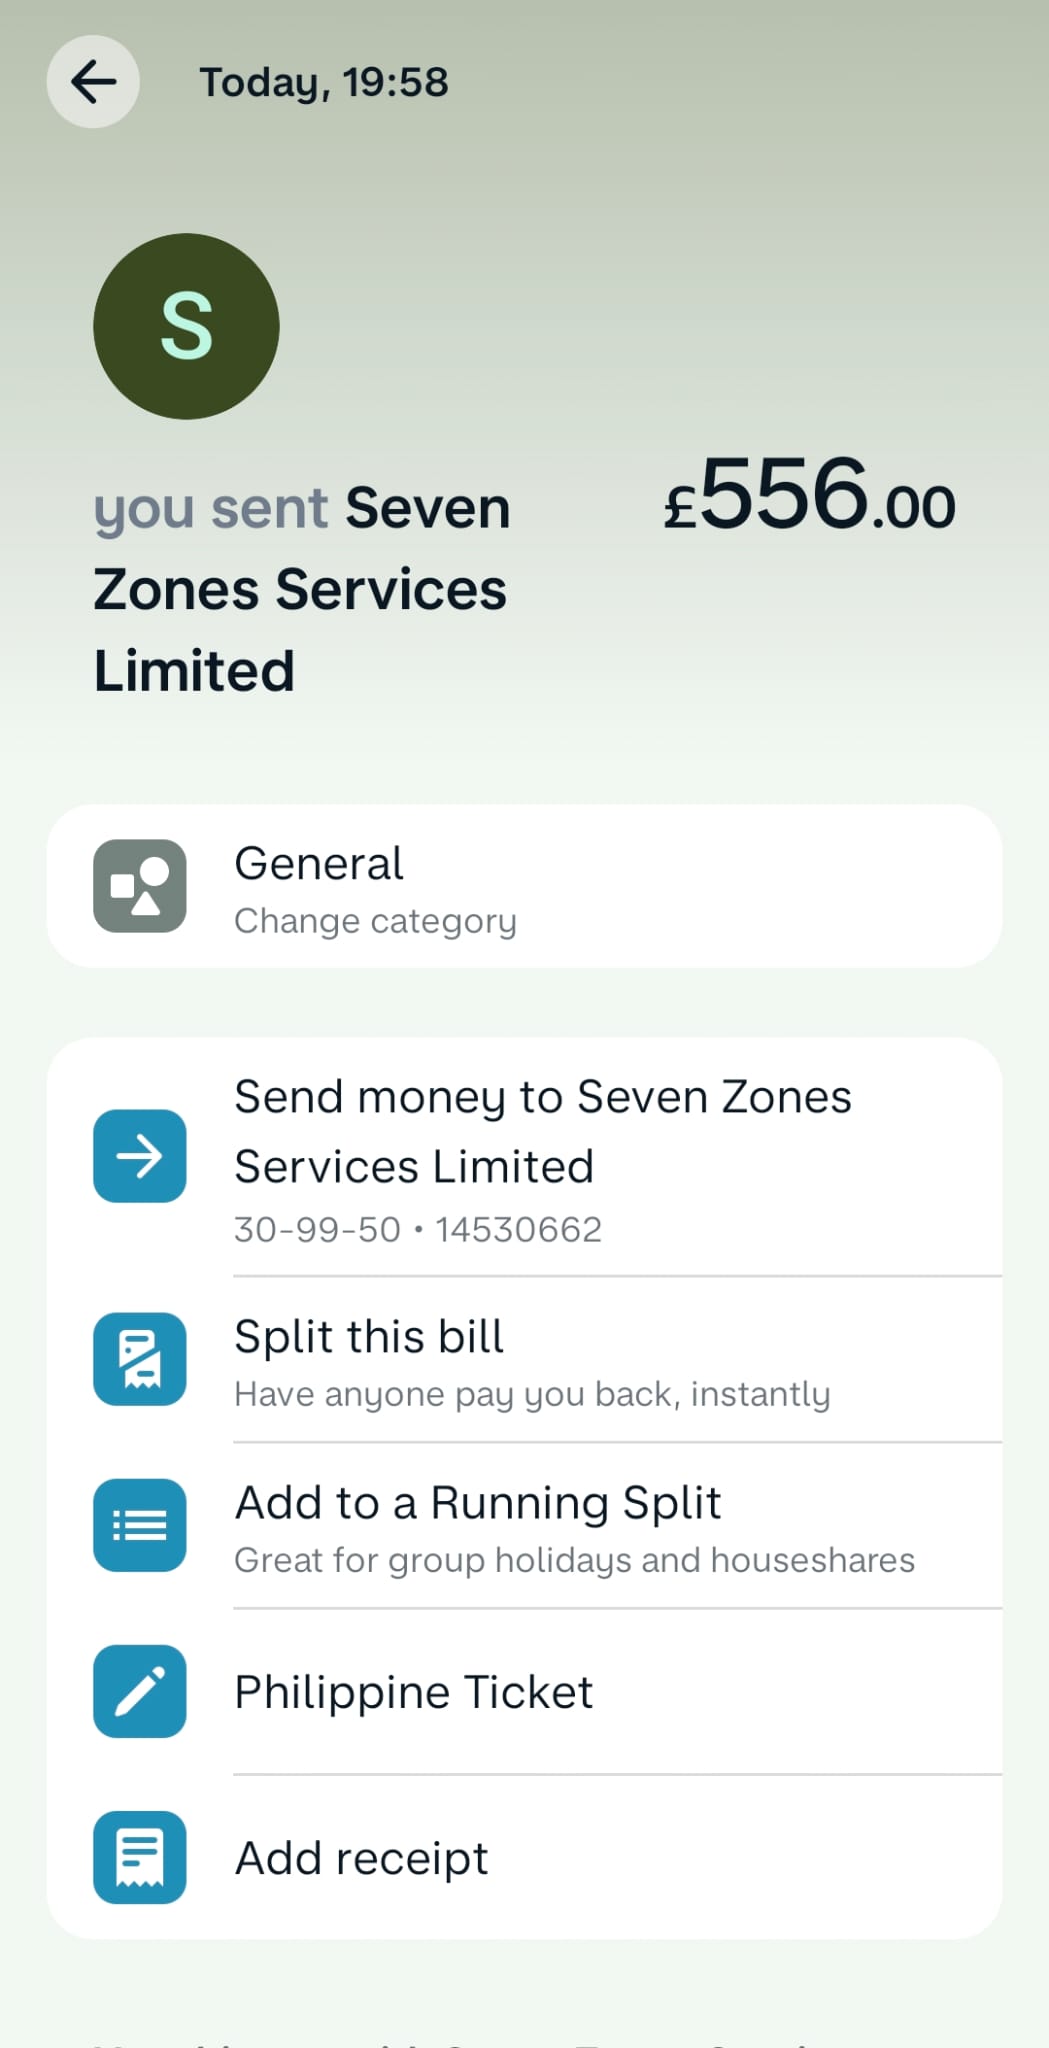 Today, 19:58
S
you sent Seven
Zones Services
Limited
£556.00
General
Change category
Send money to Seven Zones
Services Limited
30-99-50 • 14530662
Split this bill
Have anyone pay you back, instantly
Add to a Running Split
Great for group holidays and houseshares
Philippine Ticket
Add receipt